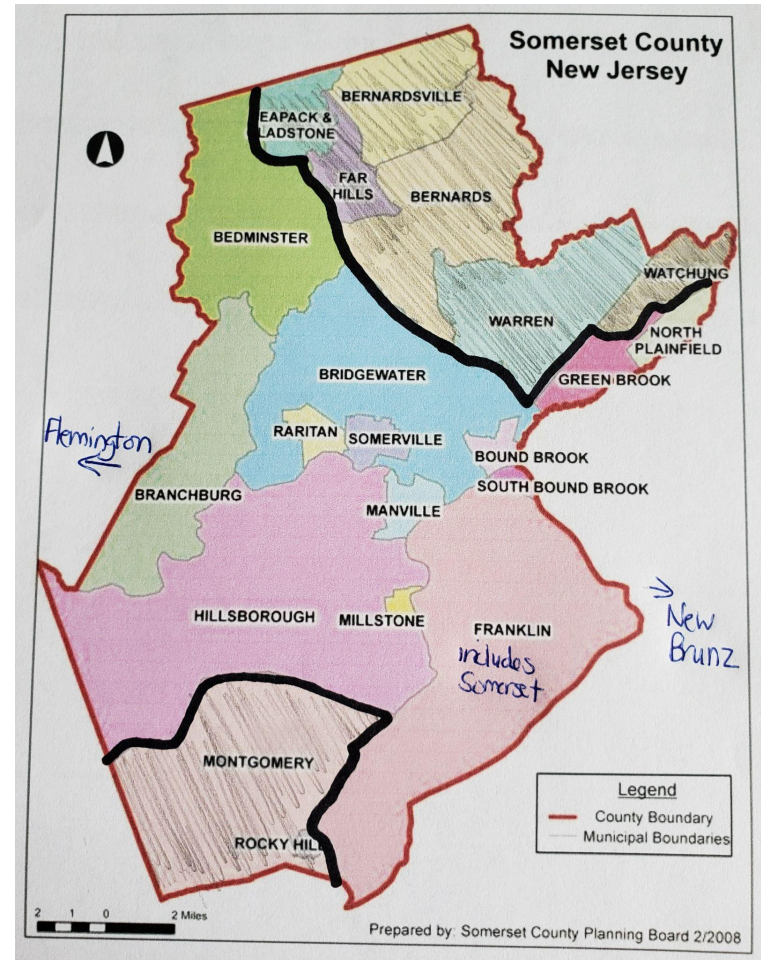 Somerset County
New Jersey
BERNARDSVILLE
EAPACK &
LADSTONE
FAR
HILLS
BERNARDS
BEDMINSTER
WATCHUNG
WARREN
NORTH
PLAINFIELD
BRIDGEWATER
GREEN BROOK
Flemington
RARITAN
SOMERVILLE
BOUND BROOK
SOUTH BOUND BROOK
BRANCHBURG
MANVILLE
HILLSBOROUGH
MILLSTONE
FRANKLIN
includes
Somerset
New
Brunz
MONTGOMERY
ROCKY HILL
Legend
County Boundary
Municipal Boundaries
2 1 0 2 Miles
Prepared by: Somerset County Planning Board 2/2008